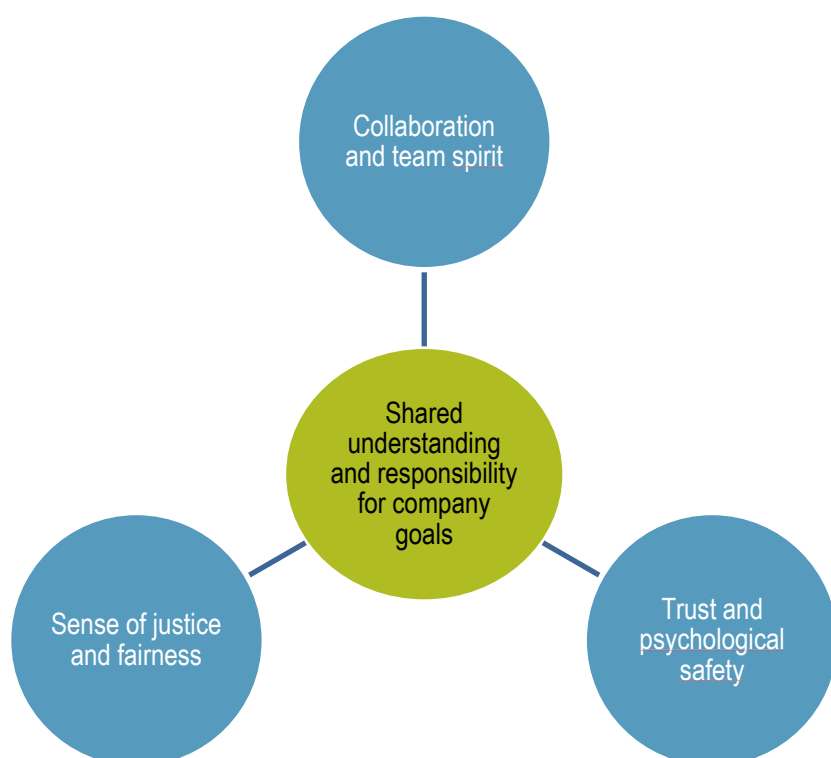 Collaboration
and team spirit
Shared
understanding
and responsibility
for company
goals
Sense of justice
and fairness
Trust and
psychological
safety